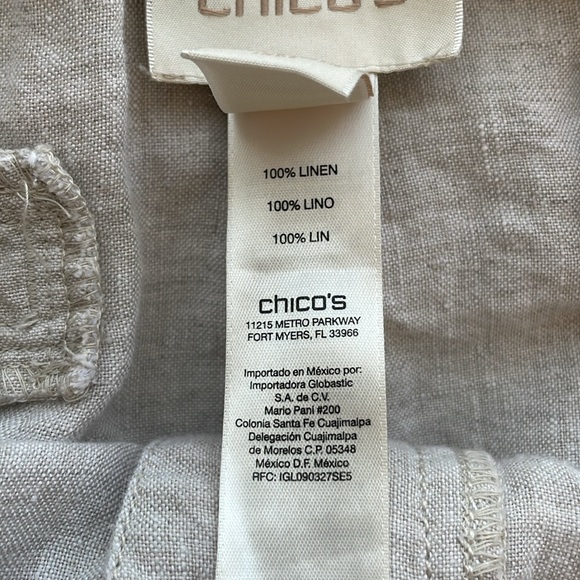 CHICO'S
100% LINEN
100% LINO
100% LIN
CHICO'S
11215 METRO PARKWAY
FORT MYERS, FL 33966
Importado en México por:
Importadora Globastic
S.A. de C.V.
Mario Pani #200
Colonia Santa Fe Cuajimalpa
Delegación Cuajimalpa
de Morelos C.P. 05348
México D.F. México
RFC: IGL090327SE5